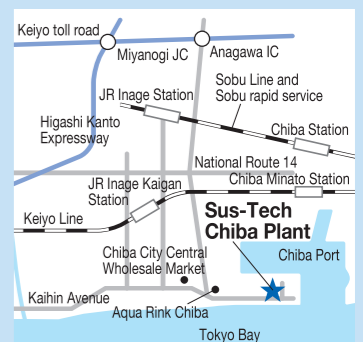 Keiyo toll road
Miyanogi JC
Anagawa IC
JR Inage Station
Sobu Line and
Sobu rapid service
Higashi Kanto
Expressway
Chiba Station
National Route 14
JR Inage Kaigan
Station
Chiba Minato Station
Keiyo Line
Sus-Tech
Chiba Plant
Chiba City Central
Wholesale Market
Chiba Port
Kaihin Avenue
Aqua Rink Chiba
Tokyo Bay